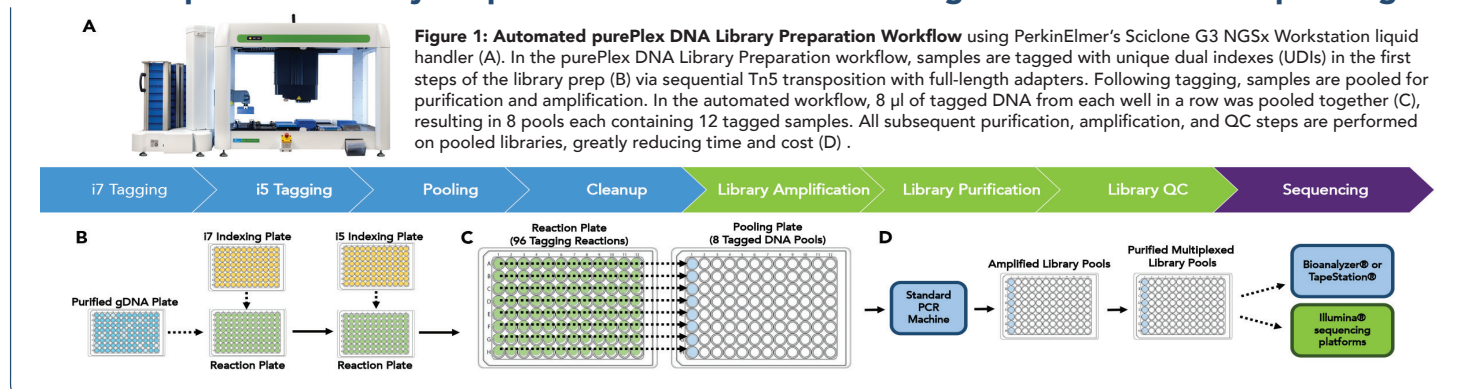 A
Figure 1: Automated purePlex DNA Library Preparation Workflow using PerkinElmer's Sciclone G3 NGSx Workstation liquid
handler (A). In the purePlex DNA Library Preparation workflow, samples are tagged with unique dual indexes (UDIs) in the first
steps of the library prep (B) via sequential Tn5 transposition with full-length adapters. Following tagging, samples are pooled for
purification and amplification. In the automated workflow, 8 µl of tagged DNA from each well in a row was pooled together (C),
resulting in 8 pools each containing 12 tagged samples. All subsequent purification, amplification, and QC steps are performed
on pooled libraries, greatly reducing time and cost (D) .
i7 Tagging
i5 Tagging
Pooling
Cleanup
Library Amplification
Library Purification
Library QC
Sequencing
B
i7 Indexing Plate
i5 Indexing Plate
Purified gDNA Plate
Reaction Plate
Reaction Plate
C
Reaction Plate
(96 Tagging Reactions)
Pooling Plate
(8 Tagged DNA Pools)
D
Standard
PCR
Machine
Amplified Library Pools
Purified Multiplexed
Library Pools
Bioanalyzer® or
TapeStation®
Illumina®
sequencing
platforms